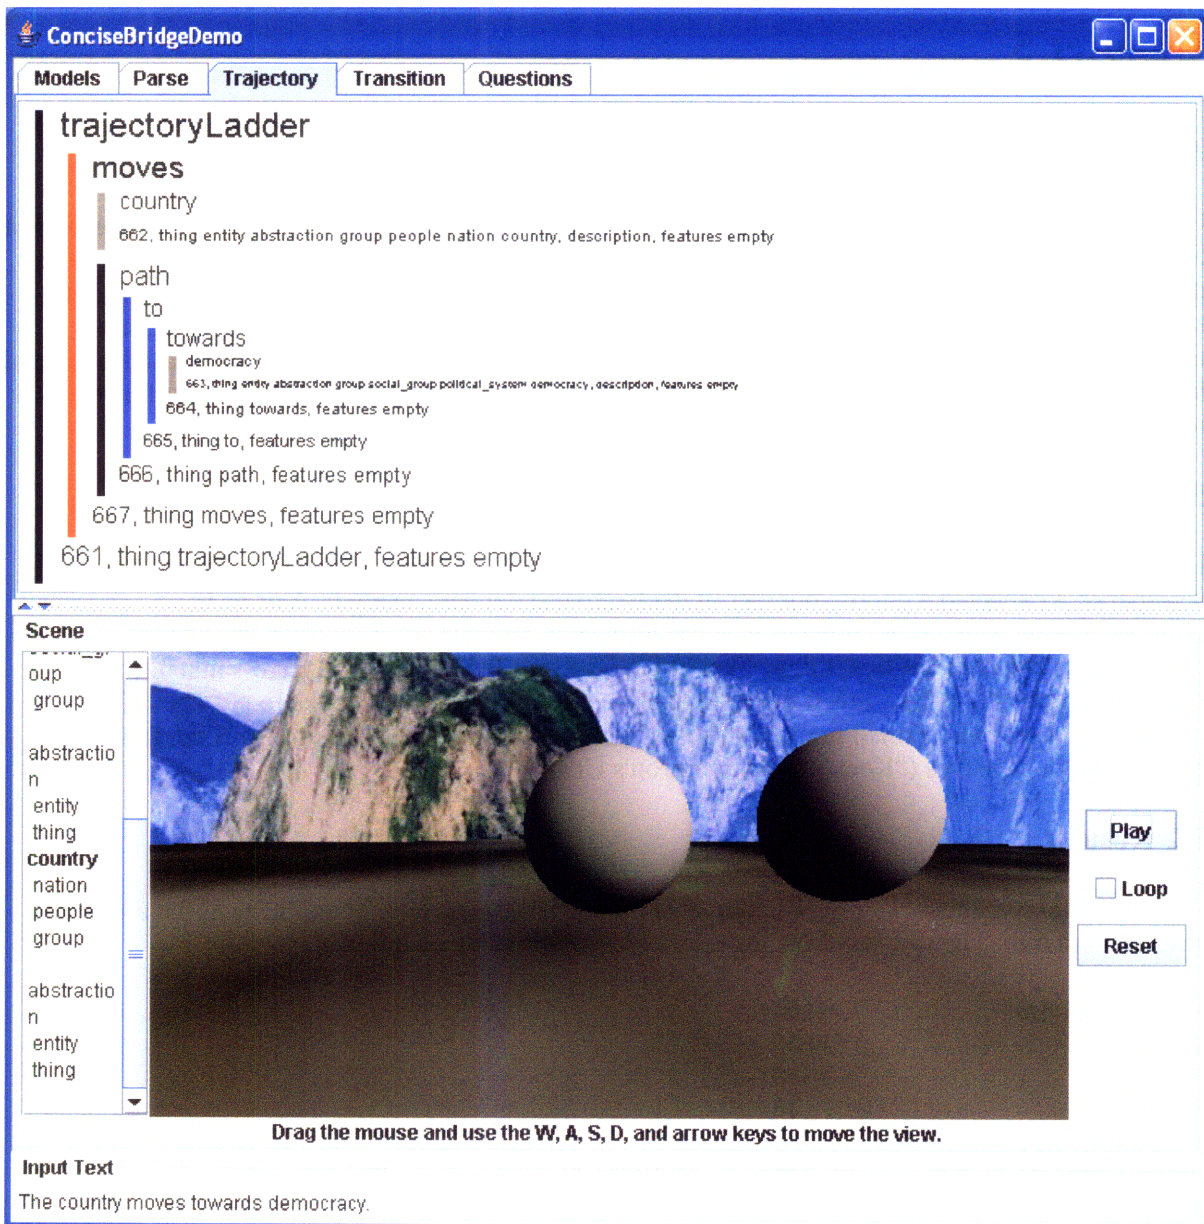 ConciseBridgeDemo
Models Parse Trajectory Transition Questions
trajectoryLadder
moves
country
662, thing entity abstraction group people nation country, description, features empty
path
to
towards
democracy
663, thing entity abstraction group social_group political_system democracy, description, features empty
664, thing towards, features empty
665, thing to, features empty
666, thing path, features empty
667, thing moves, features empty
661, thing trajectoryLadder, features empty
Scene
oup
group
abstractio
n
entity
thing
country
nation
people
group
abstractio
n
entity
thing
Play
Loop
Reset
Drag the mouse and use the W, A, S, D, and arrow keys to move the view.
Input Text
The country moves towards democracy.